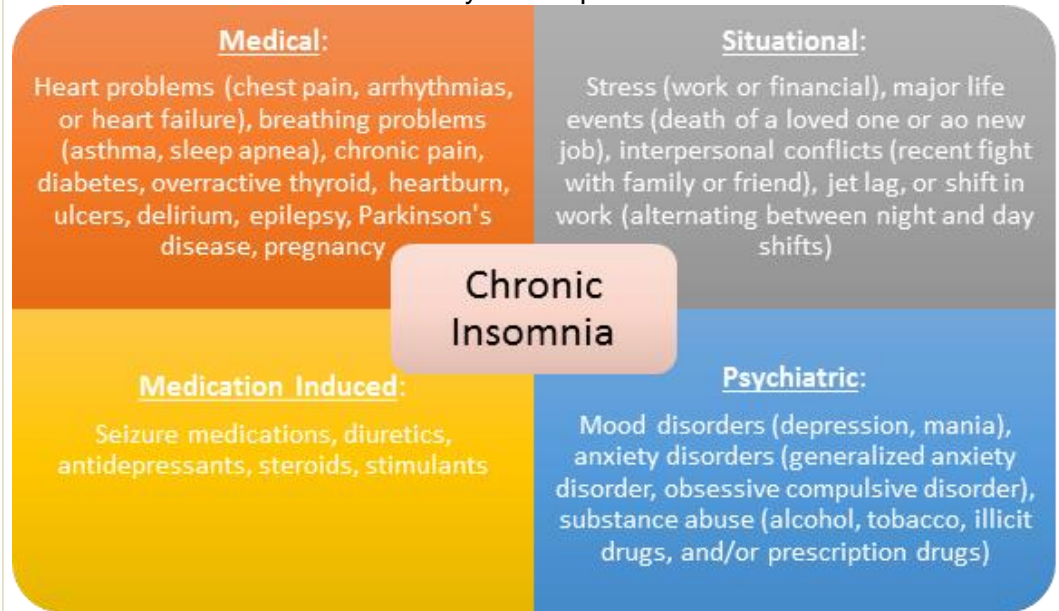 Medical:
Heart problems (chest pain, arrhythmias,
or heart failure), breathing problems
(asthma, sleep apnea), chronic pain,
diabetes, overractive thyroid, heartburn,
ulcers, delirium, epilepsy, Parkinson's
disease, pregnancy
Situational:
Stress (work or financial), major life
events (death of a loved one or ao new
job), interpersonal conflicts (recent fight
with family or friend), jet lag, or shift in
work (alternating between night and day
shifts)
Chronic
Insomnia
Medication Induced:
Seizure medications, diuretics,
antidepressants, steroids, stimulants
Psychiatric:
Mood disorders (depression, mania),
anxiety disorders (generalized anxiety
disorder, obsessive compulsive disorder),
substance abuse (alcohol, tobacco, illicit
drugs, and/or prescription drugs)